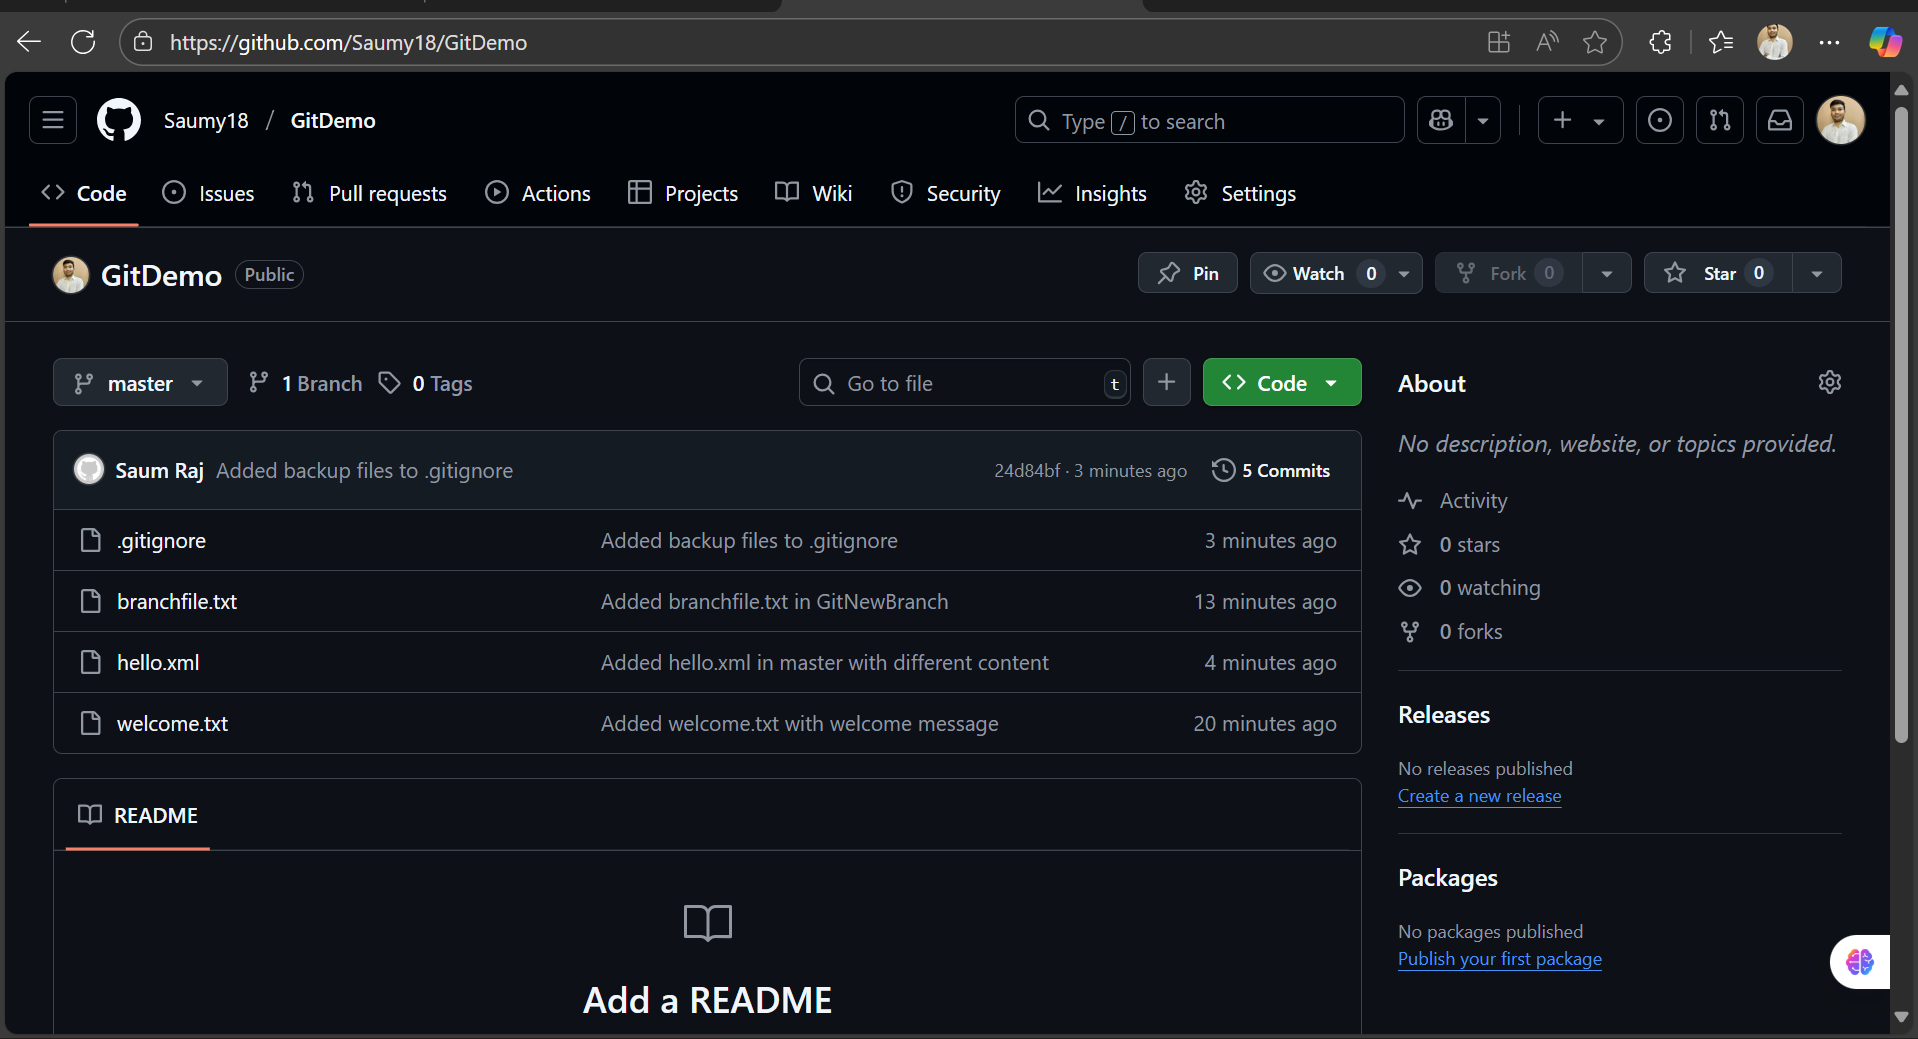 https://github.com/Saumy18/GitDemo
Saumy18 / GitDemo
Type / to search
Code Issues Pull requests Actions Projects Wiki Security Insights Settings
GitDemo Public
Pin Watch 0 Fork 0 Star 0
master 1 Branch 0 Tags
Go to file t
Code
Saum Raj Added backup files to .gitignore 24d84bf · 3 minutes ago 5 Commits
.gitignore Added backup files to .gitignore 3 minutes ago
branchfile.txt Added branchfile.txt in GitNewBranch 13 minutes ago
hello.xml Added hello.xml in master with different content 4 minutes ago
welcome.txt Added welcome.txt with welcome message 20 minutes ago
README
Add a README
About
No description, website, or topics provided.
Activity
0 stars
0 watching
0 forks
Releases
No releases published
Create a new release
Packages
No packages published
Publish your first package